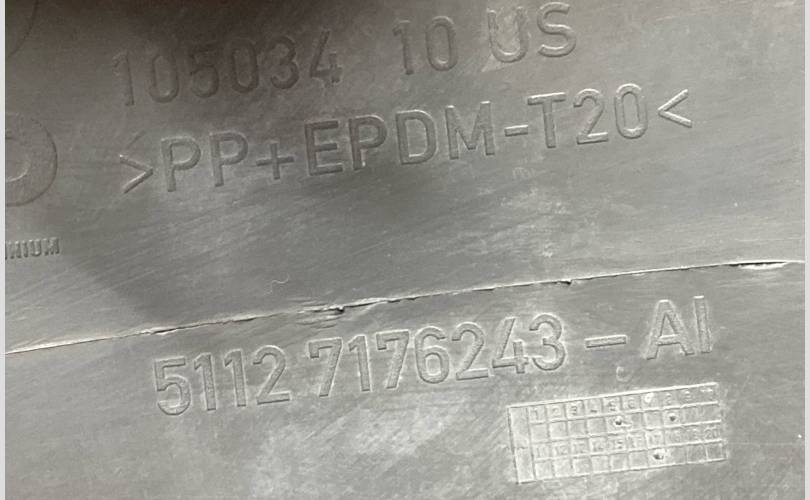 105034 10 US
>PP+EPDM-T20<
5112 7176243 - AI